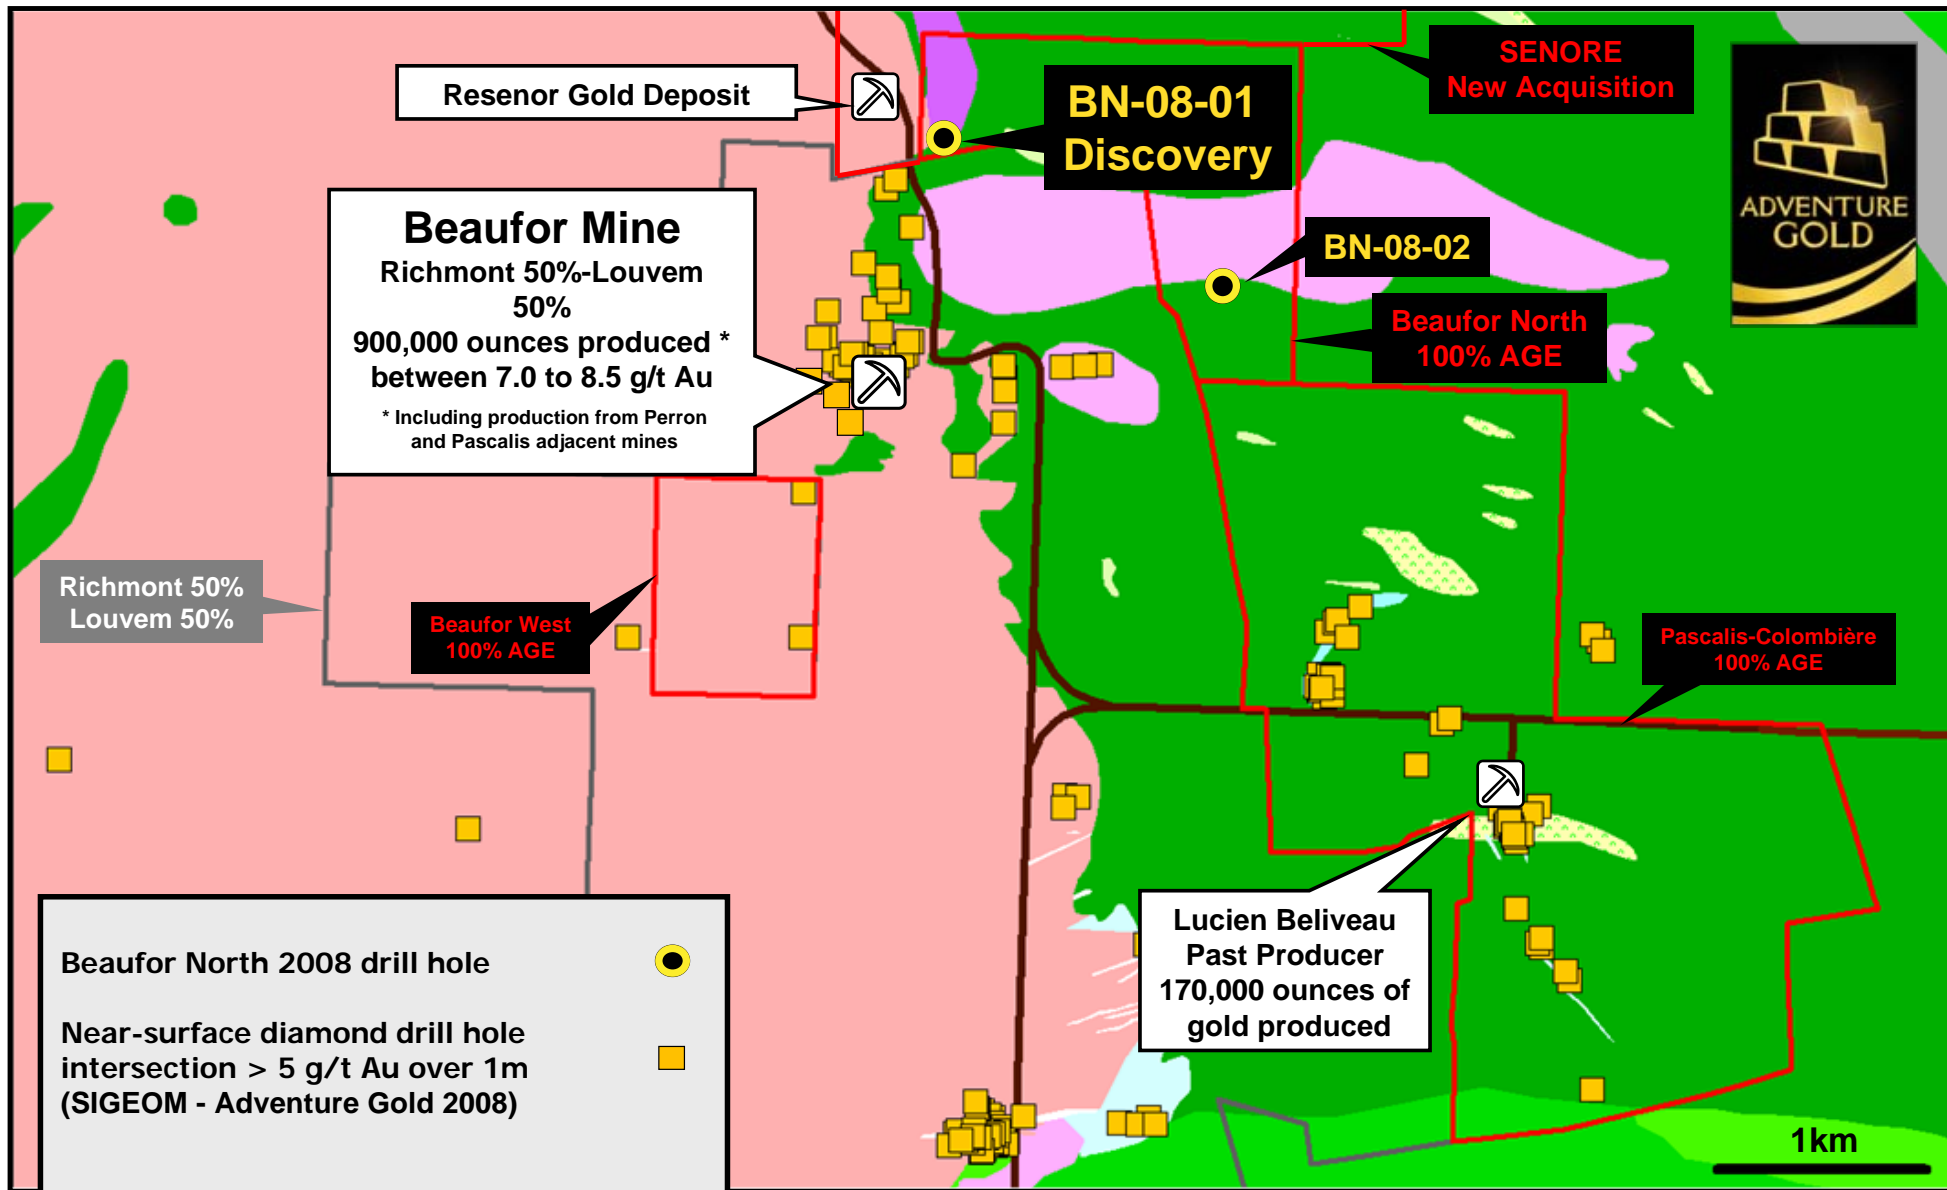 SENORE
New Acquisition
Resenor Gold Deposit
BN-08-01
Discovery
ADVENTURE
GOLD
Beaufor Mine
Richmont 50%-Louvem
50%
900,000 ounces produced *
between 7.0 to 8.5 g/t Au
* Including production from Perron
and Pascalis adjacent mines
BN-08-02
Beaufor North
100% AGE
Richmont 50%
Louvem 50%
Beaufor West
100% AGE
Pascalis-Colombière
100% AGE
Lucien Beliveau
Past Producer
170,000 ounces of
gold produced
Beaufor North 2008 drill hole
Near-surface diamond drill hole
intersection > 5 g/t Au over 1m
(SIGEOM - Adventure Gold 2008)
1km